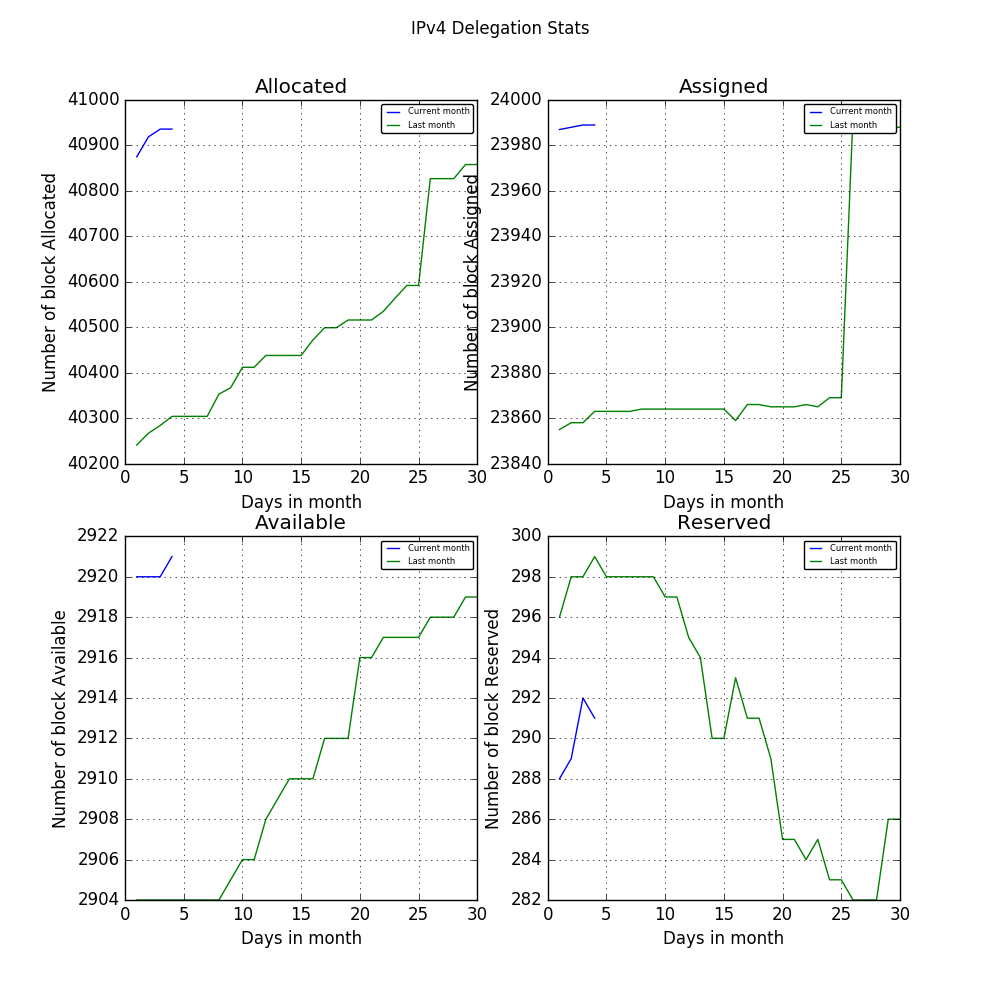 IPv4 Delegation Stats
Allocated
Current month
Last month
41000
40900
40800
40700
40600
40500
40400
40300
40200
Number of block Allocated
0 5 10 15 20 25 30
Days in month
Assigned
Current month
Last month
24000
23980
23960
23940
23920
23900
23880
23860
23840
Number of block Assigned
0 5 10 15 20 25 30
Days in month
Available
Current month
Last month
2922
2920
2918
2916
2914
2912
2910
2908
2906
2904
Number of block Available
0 5 10 15 20 25 30
Days in month
Reserved
Current month
Last month
300
298
296
294
292
290
288
286
284
282
Number of block Reserved
0 5 10 15 20 25 30
Days in month